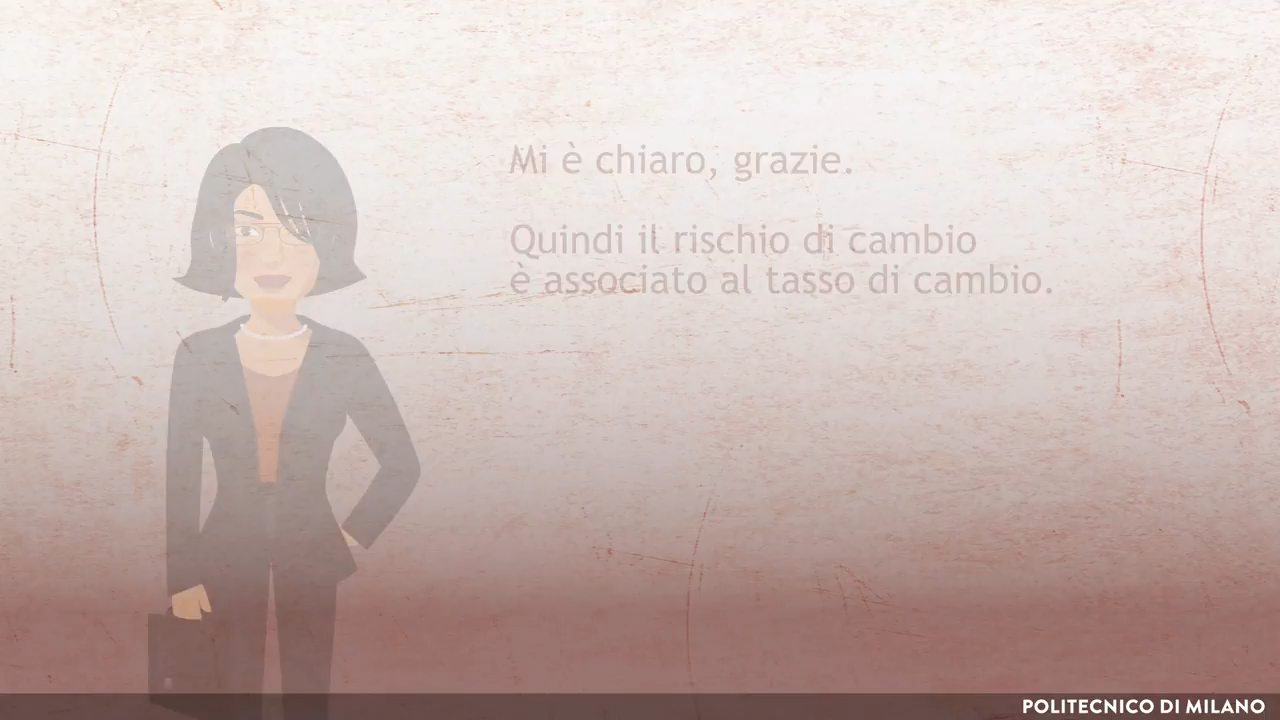 Mi è chiaro, grazie.
Quindi il rischio di cambio
è associato al tasso di cambio.
POLITECNICO DI MILANO